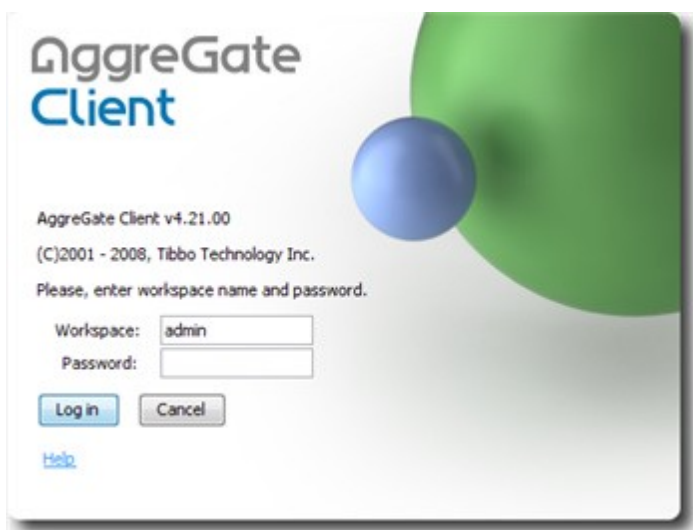 AggreGate
Client
AggreGate Client v4.21.00
(C)2001 - 2008, Tibbo Technology Inc.
Please, enter workspace name and password.
Workspace: admin
Password:
Log in Cancel
Help